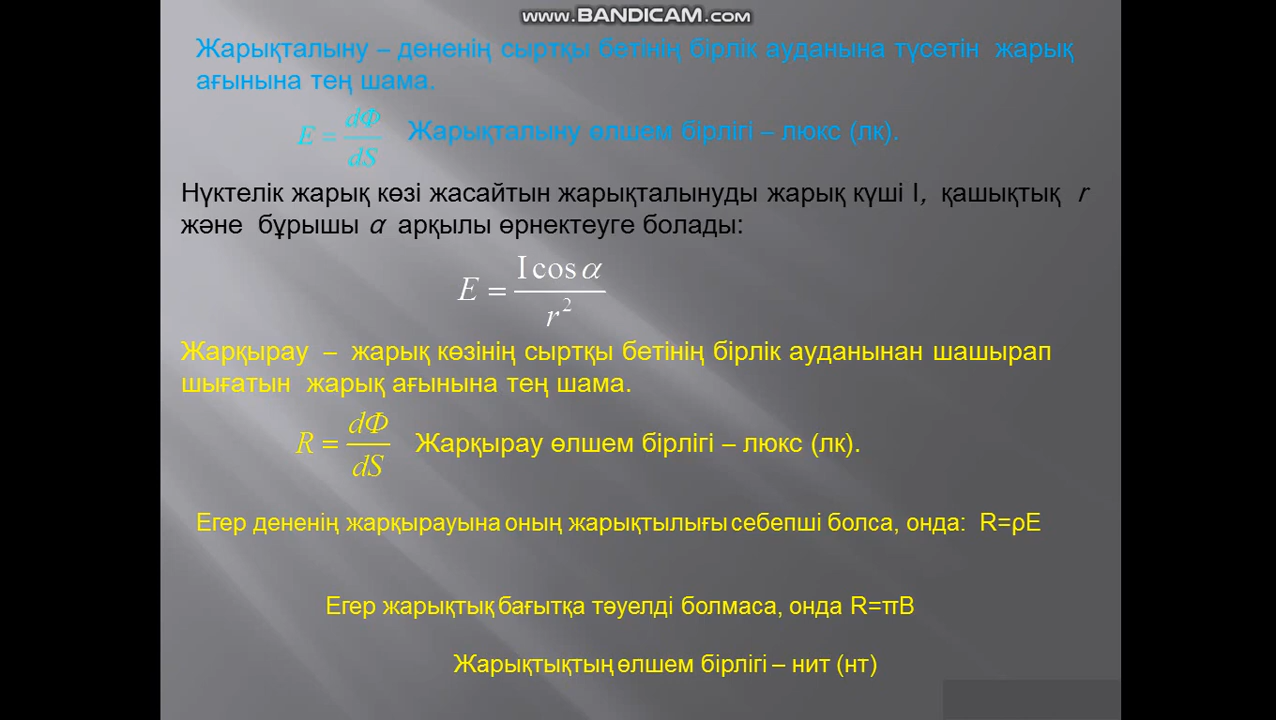 www.BANDICAM.com
Жарықталыну – дененің сыртқы бетінің бірлік ауданына түсетін жарық
ағынына тең шама.
E = dФ/dS Жарықталыну өлшем бірлігі – люкс (лк).
Нүктелік жарық көзі жасайтын жарықталынуды жарық күші I, қашықтық r
және бұрышы α арқылы өрнектеуге болады:
E = I cos α / r²
Жарқырау – жарық көзінің сыртқы бетінің бірлік ауданынан шашырап
шығатын жарық ағынына тең шама.
R = dФ/dS Жарқырау өлшем бірлігі – люкс (лк).
Егер дененің жарқырауына оның жарықтылығы себепші болса, онда: R=ρE
Егер жарықтық бағытқа тәуелді болмаса, онда R=πB
Жарықтықтың өлшем бірлігі – нит (нт)